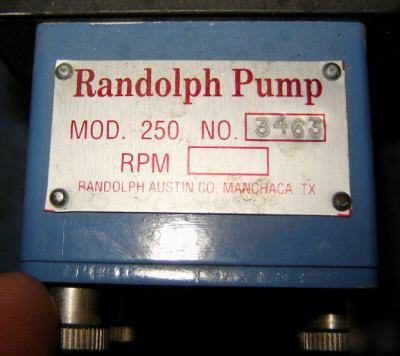 Randolph Pump
MOD. 250 NO. 3463
RPM
RANDOLPH AUSTIN CO. MANCHACA TX